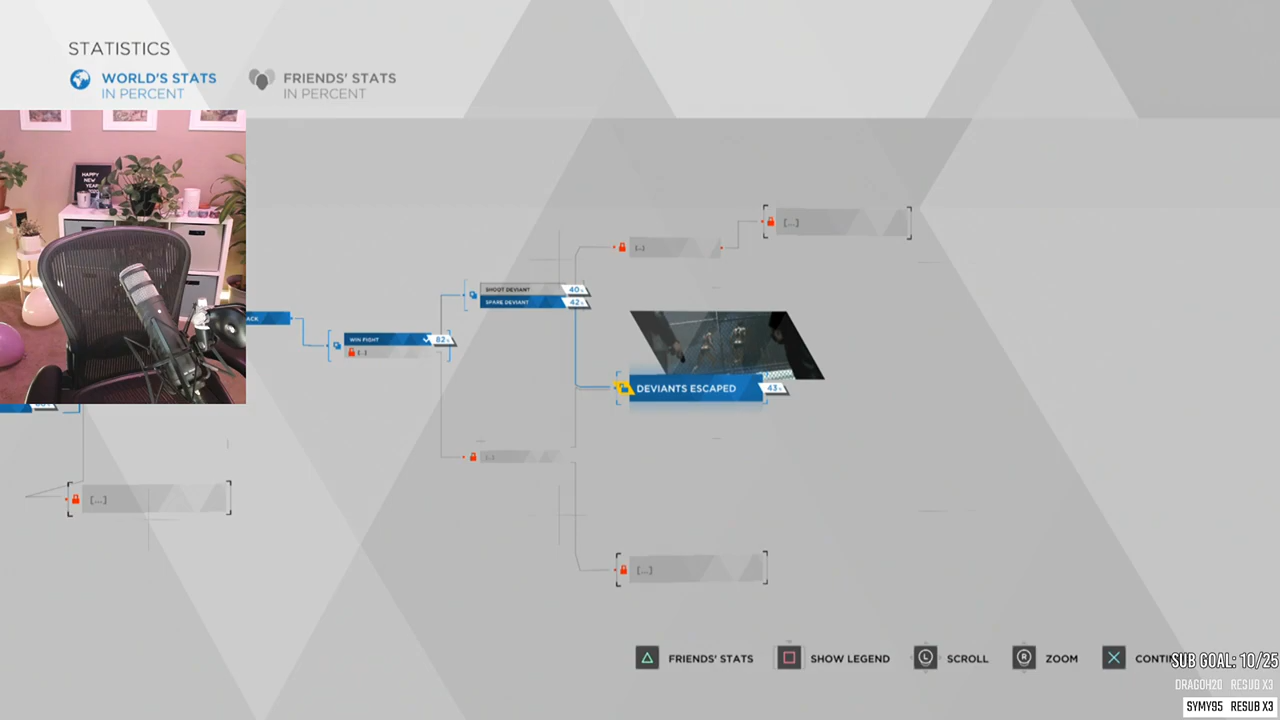 STATISTICS
WORLD'S STATS
IN PERCENT
FRIENDS' STATS
IN PERCENT
HAPPY
NEW
YEAR
[...]
[...]
SHOOT DEVIANT 40%
SPARE DEVIANT 42%
ACK
WIN FIGHT 82%
[...]
DEVIANTS ESCAPED 43%
[...]
[...]
[...]
FRIENDS' STATS
SHOW LEGEND
L SCROLL
R ZOOM
CONTIN
SUB GOAL: 10/25
DRAGOH20 RESUB X3
SYMY95 RESUB X3